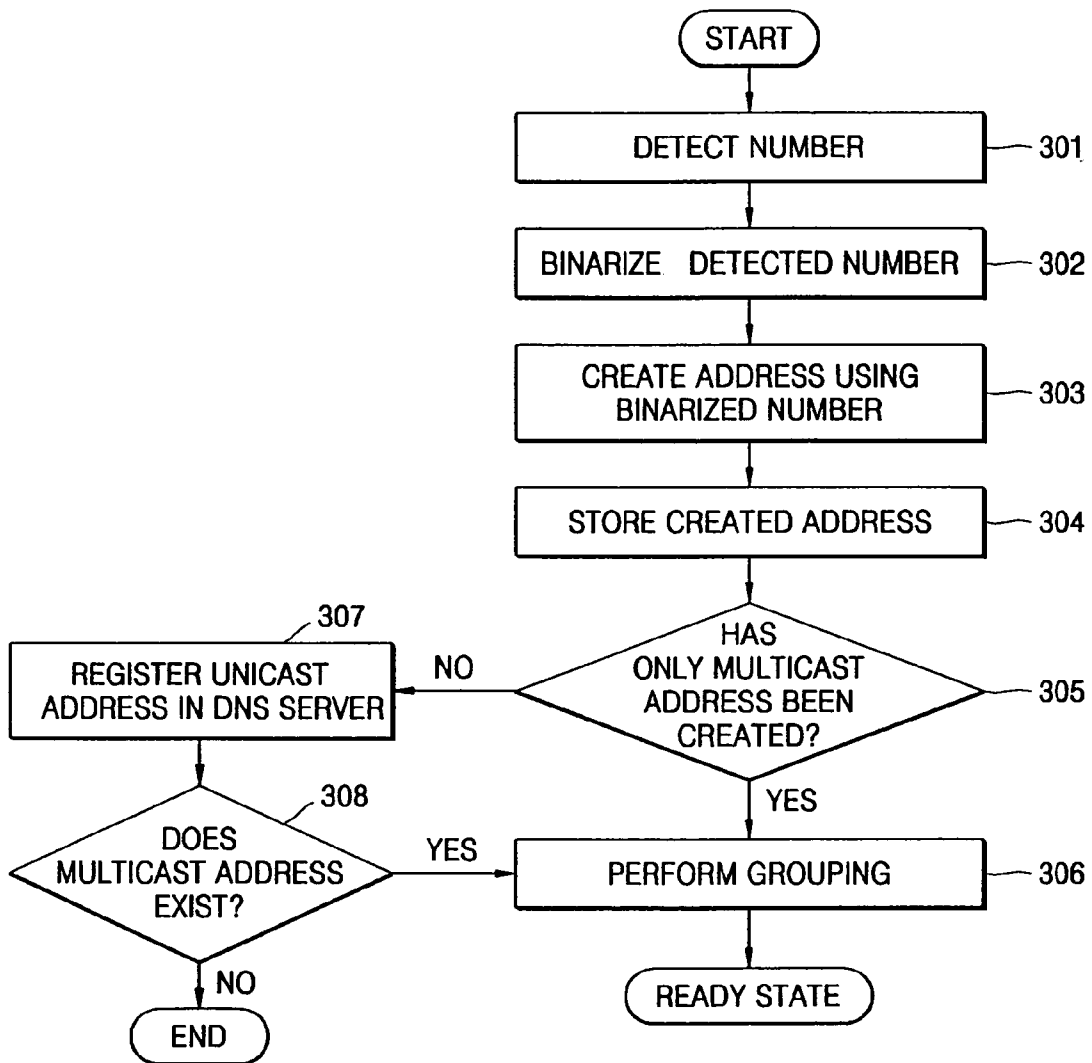 START
DETECT NUMBER
301
BINARIZE DETECTED NUMBER
302
CREATE ADDRESS USING
BINARIZED NUMBER
303
STORE CREATED ADDRESS
304
HAS
ONLY MULTICAST
ADDRESS BEEN
CREATED?
305
NO
307
REGISTER UNICAST
ADDRESS IN DNS SERVER
YES
308
DOES
MULTICAST ADDRESS
EXIST?
YES
PERFORM GROUPING
306
NO
END
READY STATE